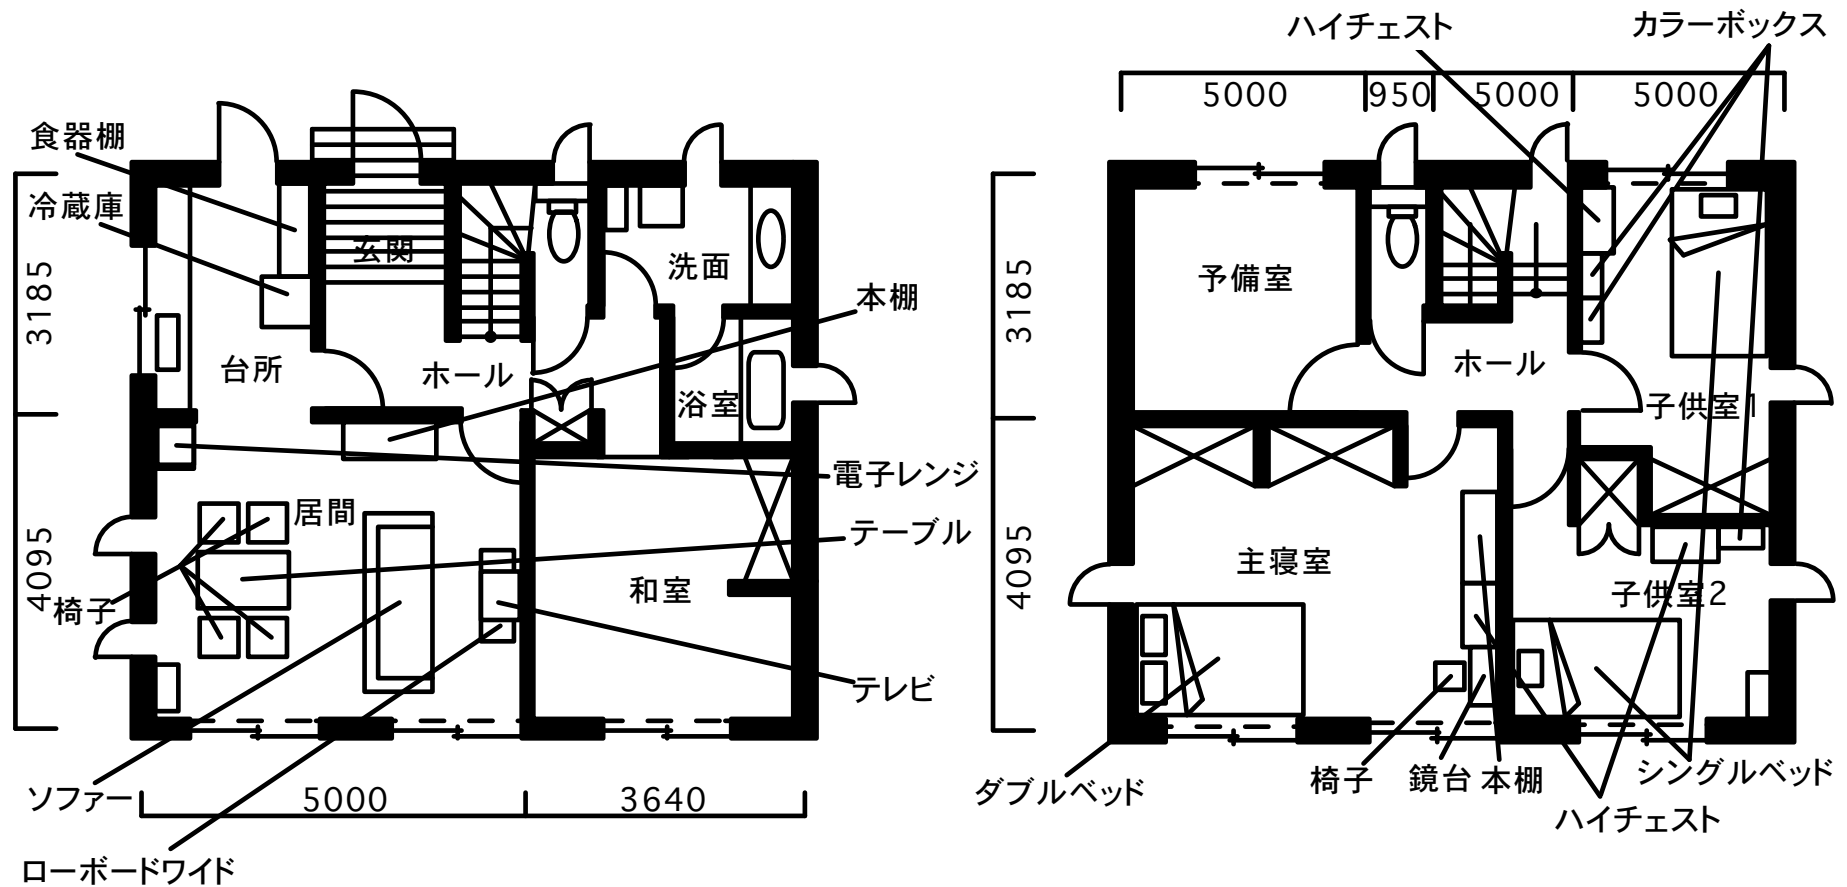 ハイチェスト
カラーボックス
5000
950
5000
5000
食器棚
冷蔵庫
玄関
洗面
3185
台所
ホール
浴室
本棚
電子レンジ
テーブル
居間
4095
椅子
和室
テレビ
ソファー
5000
3640
ローボードワイド
3185
予備室
ホール
子供室1
4095
主寝室
子供室2
ダブルベッド
椅子
鏡台
本棚
シングルベッド
ハイチェスト